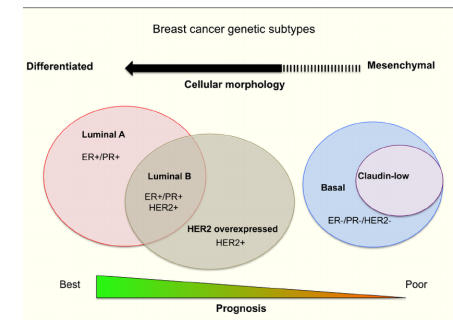 Breast cancer genetic subtypes
Differentiated
Mesenchymal
Cellular morphology
Luminal A
ER+/PR+
Luminal B
ER+/PR+
HER2+
HER2 overexpressed
HER2+
Claudin-low
Basal
ER-/PR-/HER2-
Best
Poor
Prognosis